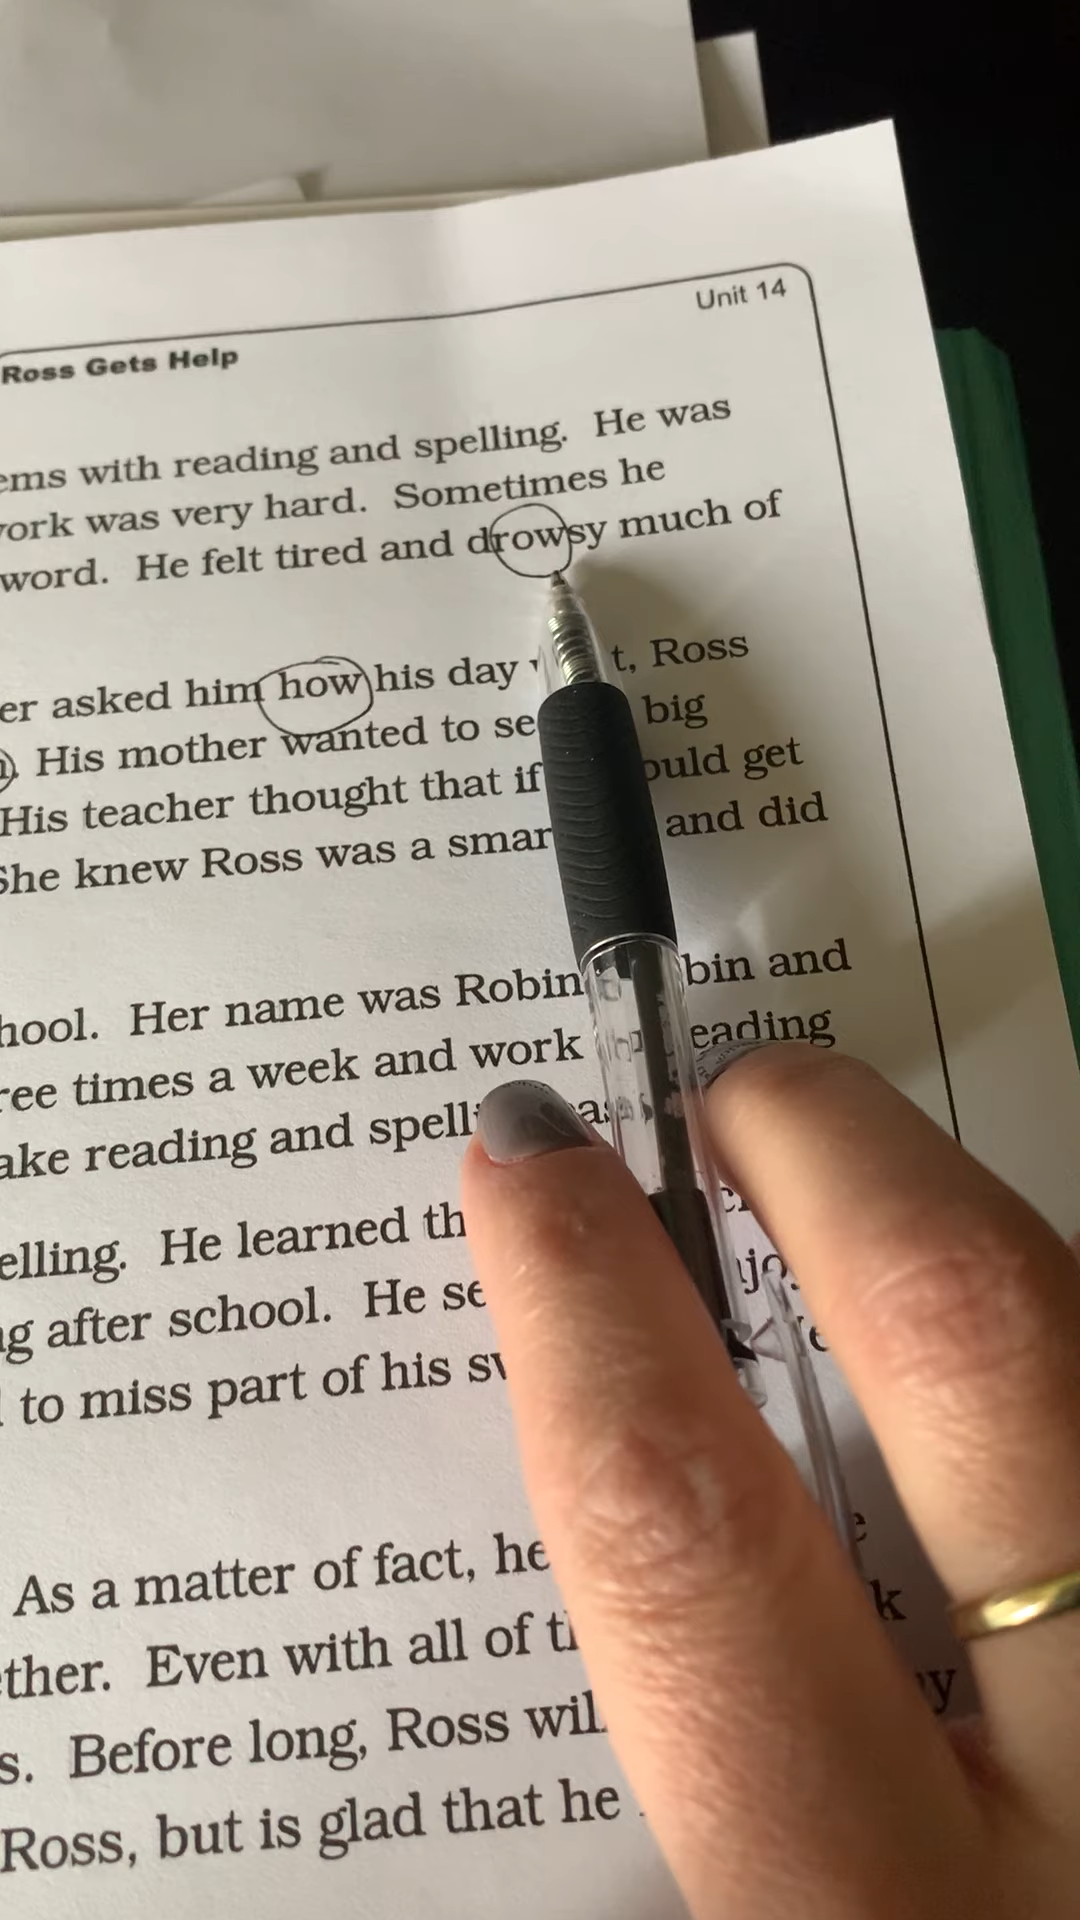 Unit 14
Ross Gets Help
ems with reading and spelling. He was
ork was very hard. Sometimes he
word. He felt tired and drowsy much of
er asked him how his day t, Ross
. His mother wanted to se big
His teacher thought that if ould get
She knew Ross was a smar and did
hool. Her name was Robin bin and
ree times a week and work eading
ake reading and spelli
elling. He learned th
g after school. He se
to miss part of his sw
As a matter of fact, he
ther. Even with all of th k
s. Before long, Ross wil y
Ross, but is glad that he